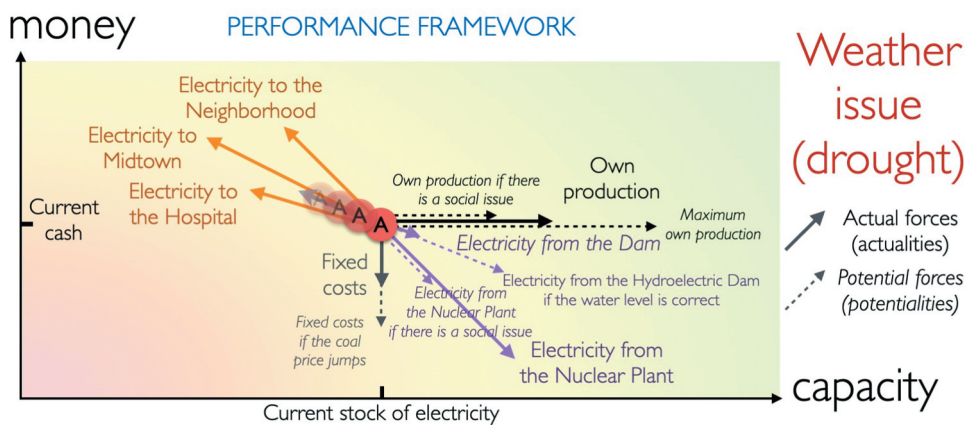 money
PERFORMANCE FRAMEWORK
Weather
issue
(drought)
Electricity to the
Neighborhood
Electricity to
Midtown
Electricity to
the Hospital
Own production if there
is a social issue
Own
production
Current
cash
A
A
A
A
Maximum
own production
Actual forces
(actualities)
Electricity from the Dam
Fixed
costs
Electricity from the Hydroelectric Dam
if the water level is correct
Potential forces
(potentialities)
Electricity from
the Nuclear Plant
if there is a social issue
Fixed costs
if the coal
price jumps
Electricity from
the Nuclear Plant
capacity
Current stock of electricity